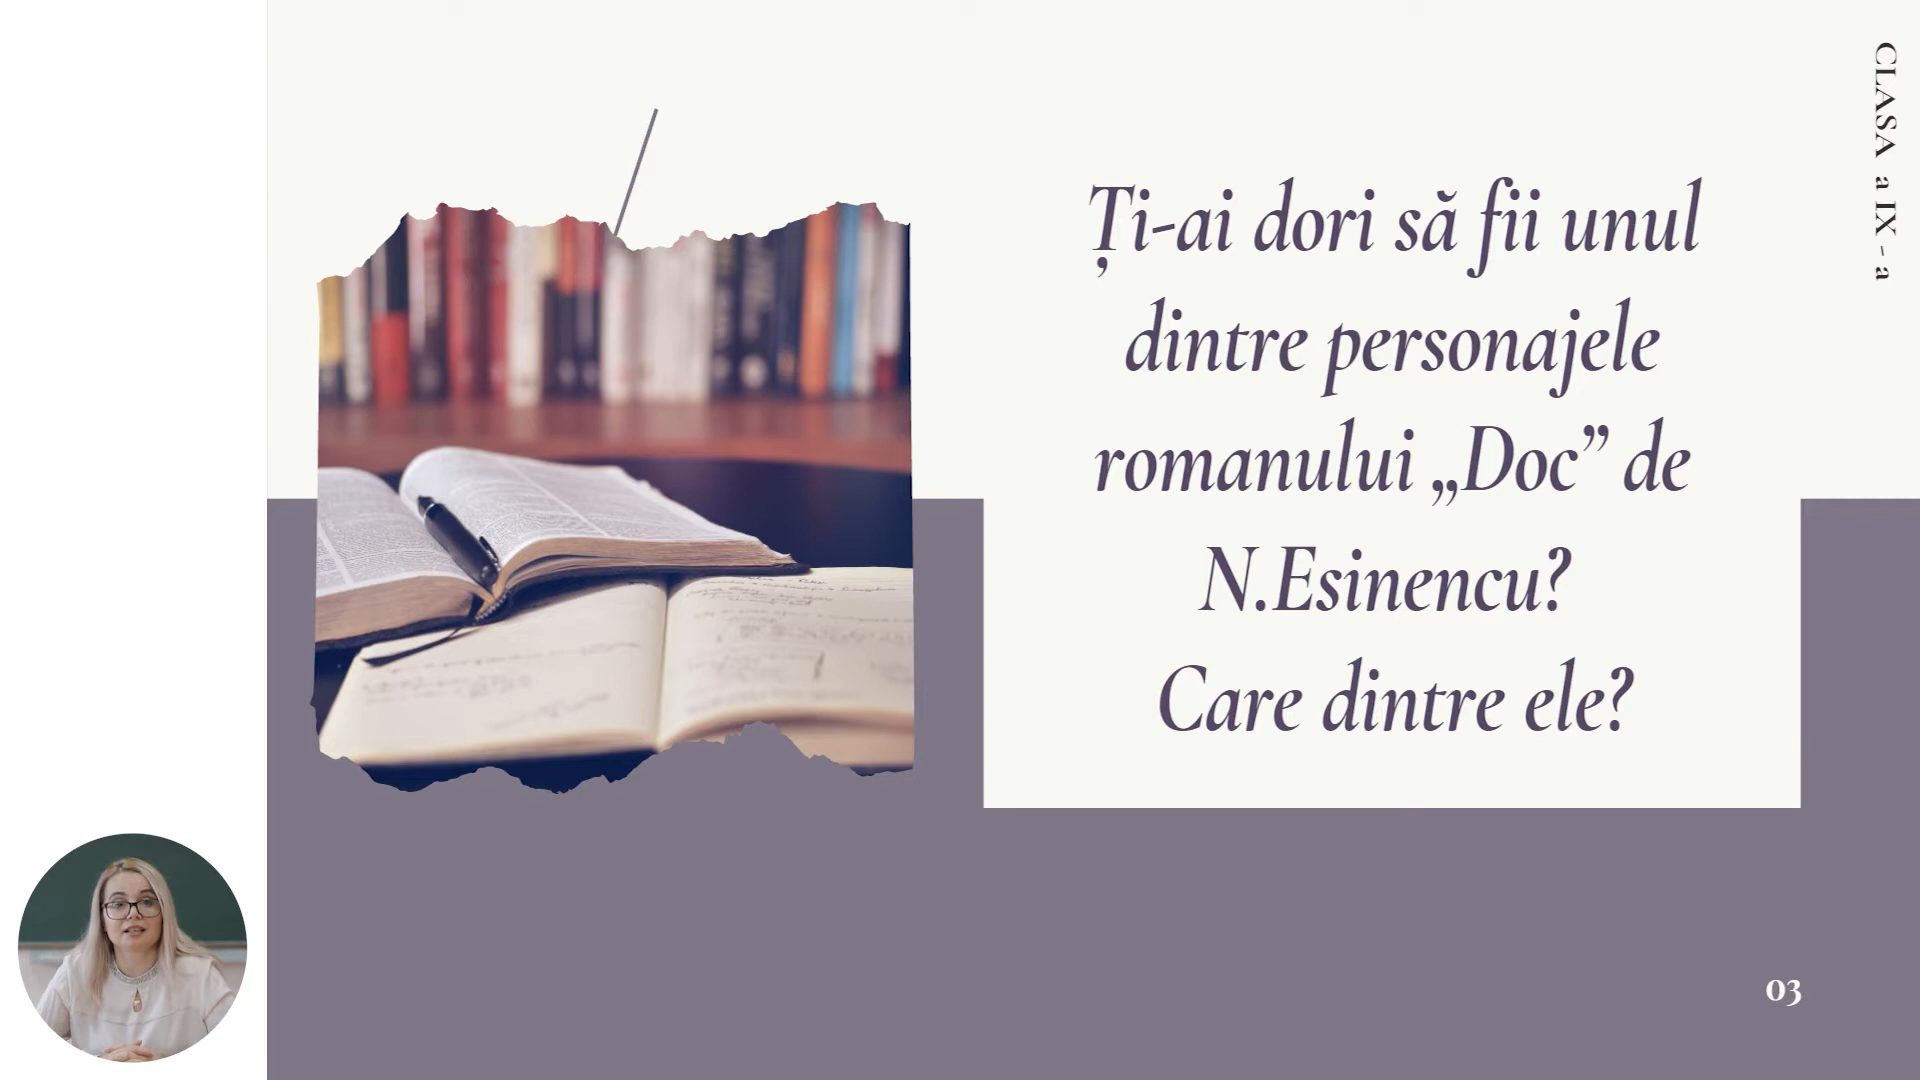 CLASA a IX - a
Ți-ai dori să fii unul
dintre personajele
romanului „Doc” de
N.Esinencu?
Care dintre ele?
03